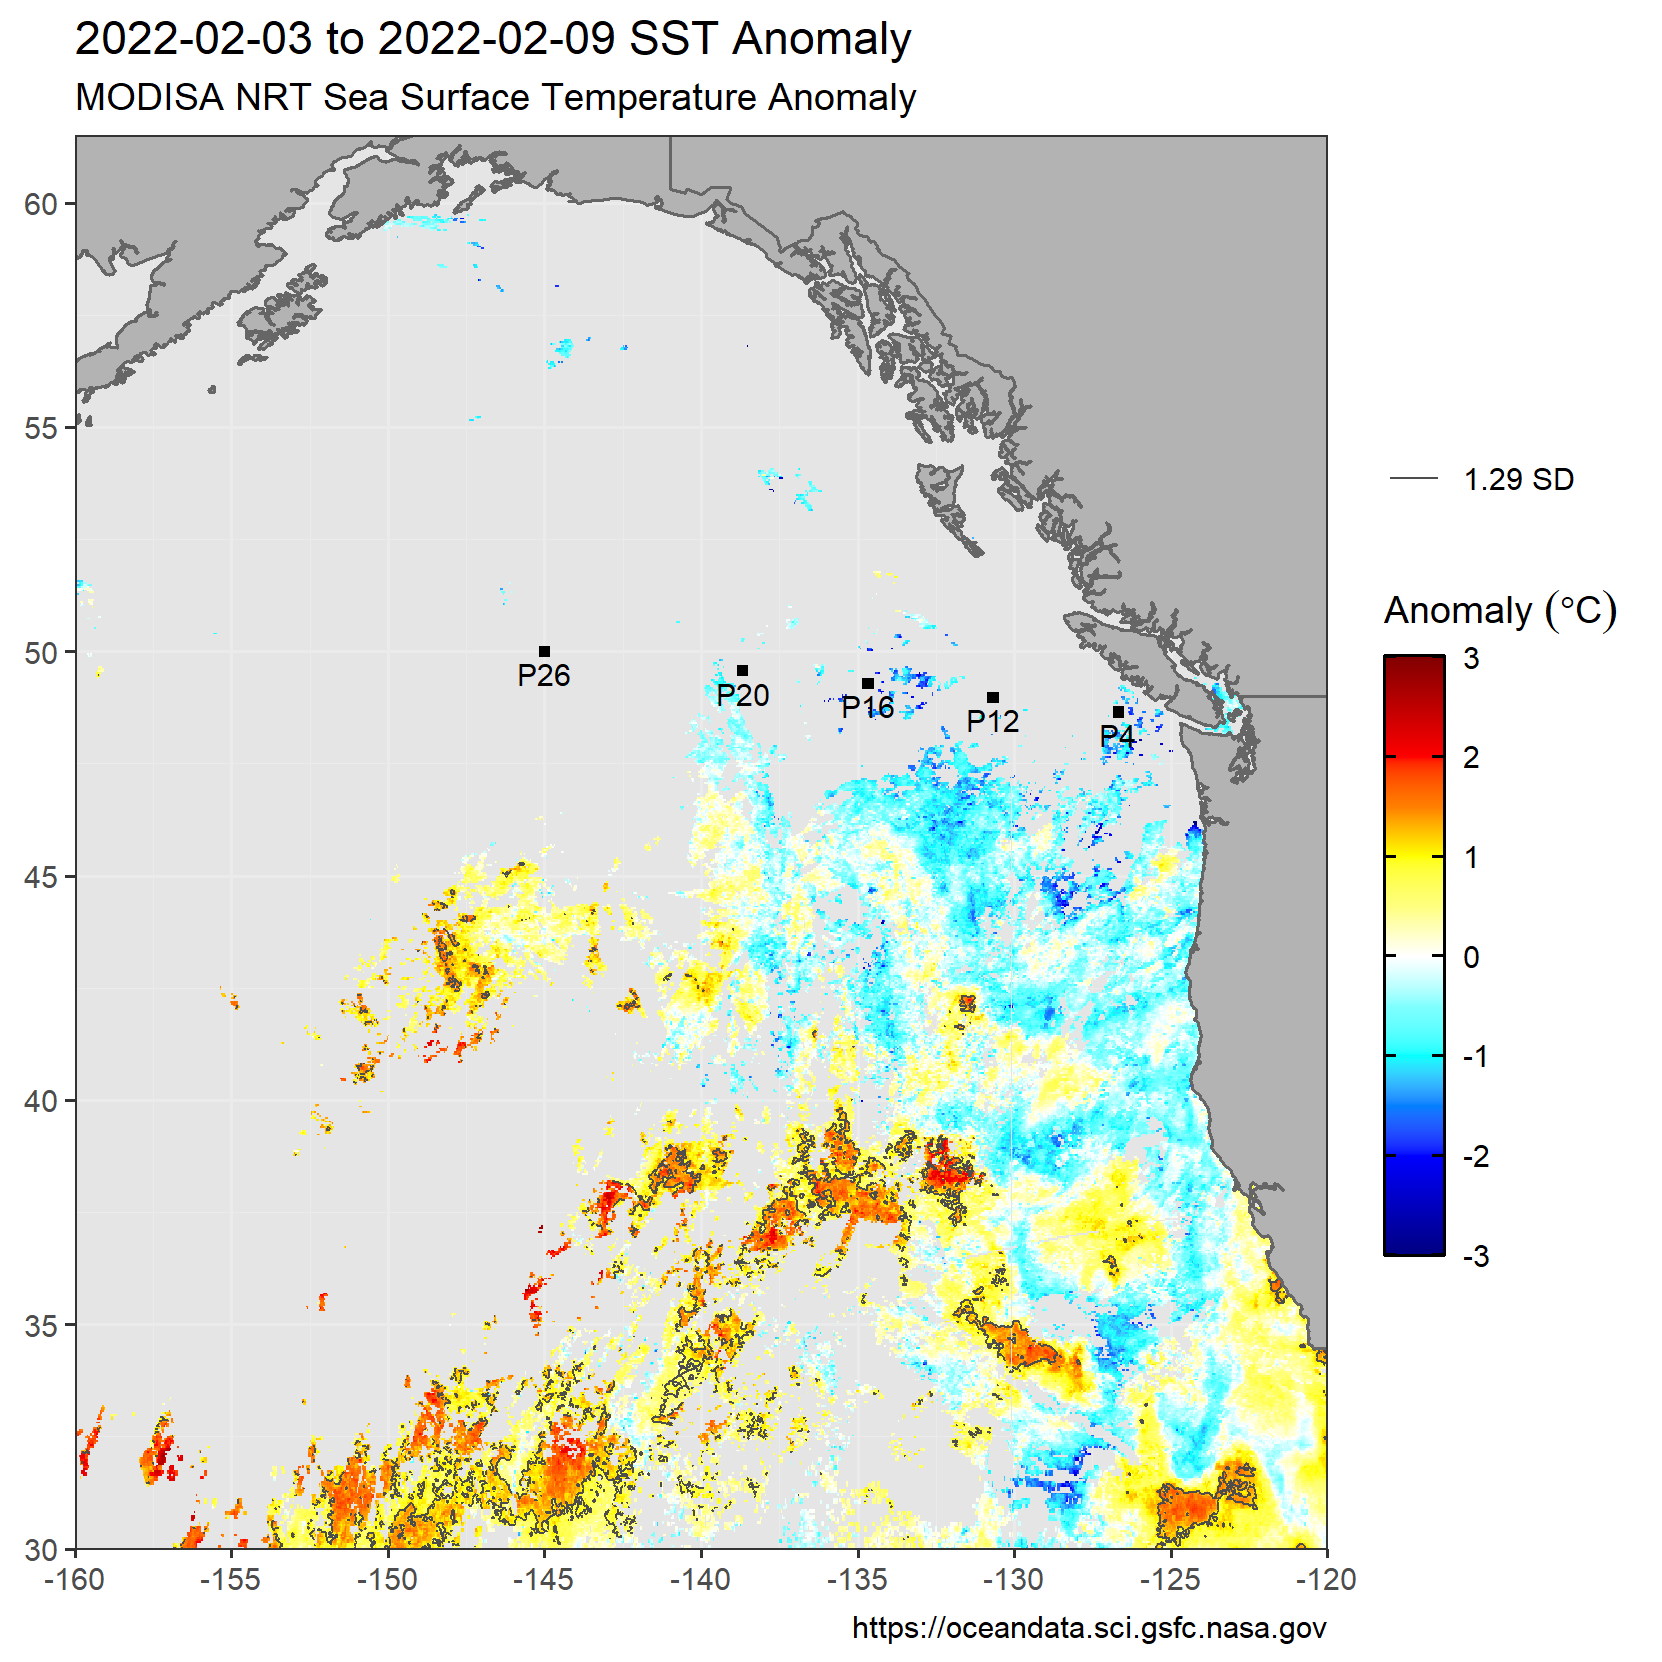 2022-02-03 to 2022-02-09 SST Anomaly
MODISA NRT Sea Surface Temperature Anomaly
60
55
50
45
40
35
30
-160
-155
-150
-145
-140
-135
-130
-125
-120
P26
P20
P16
P12
P4
1.29 SD
Anomaly (°C)
3
2
1
0
-1
-2
-3
https://oceandata.sci.gsfc.nasa.gov